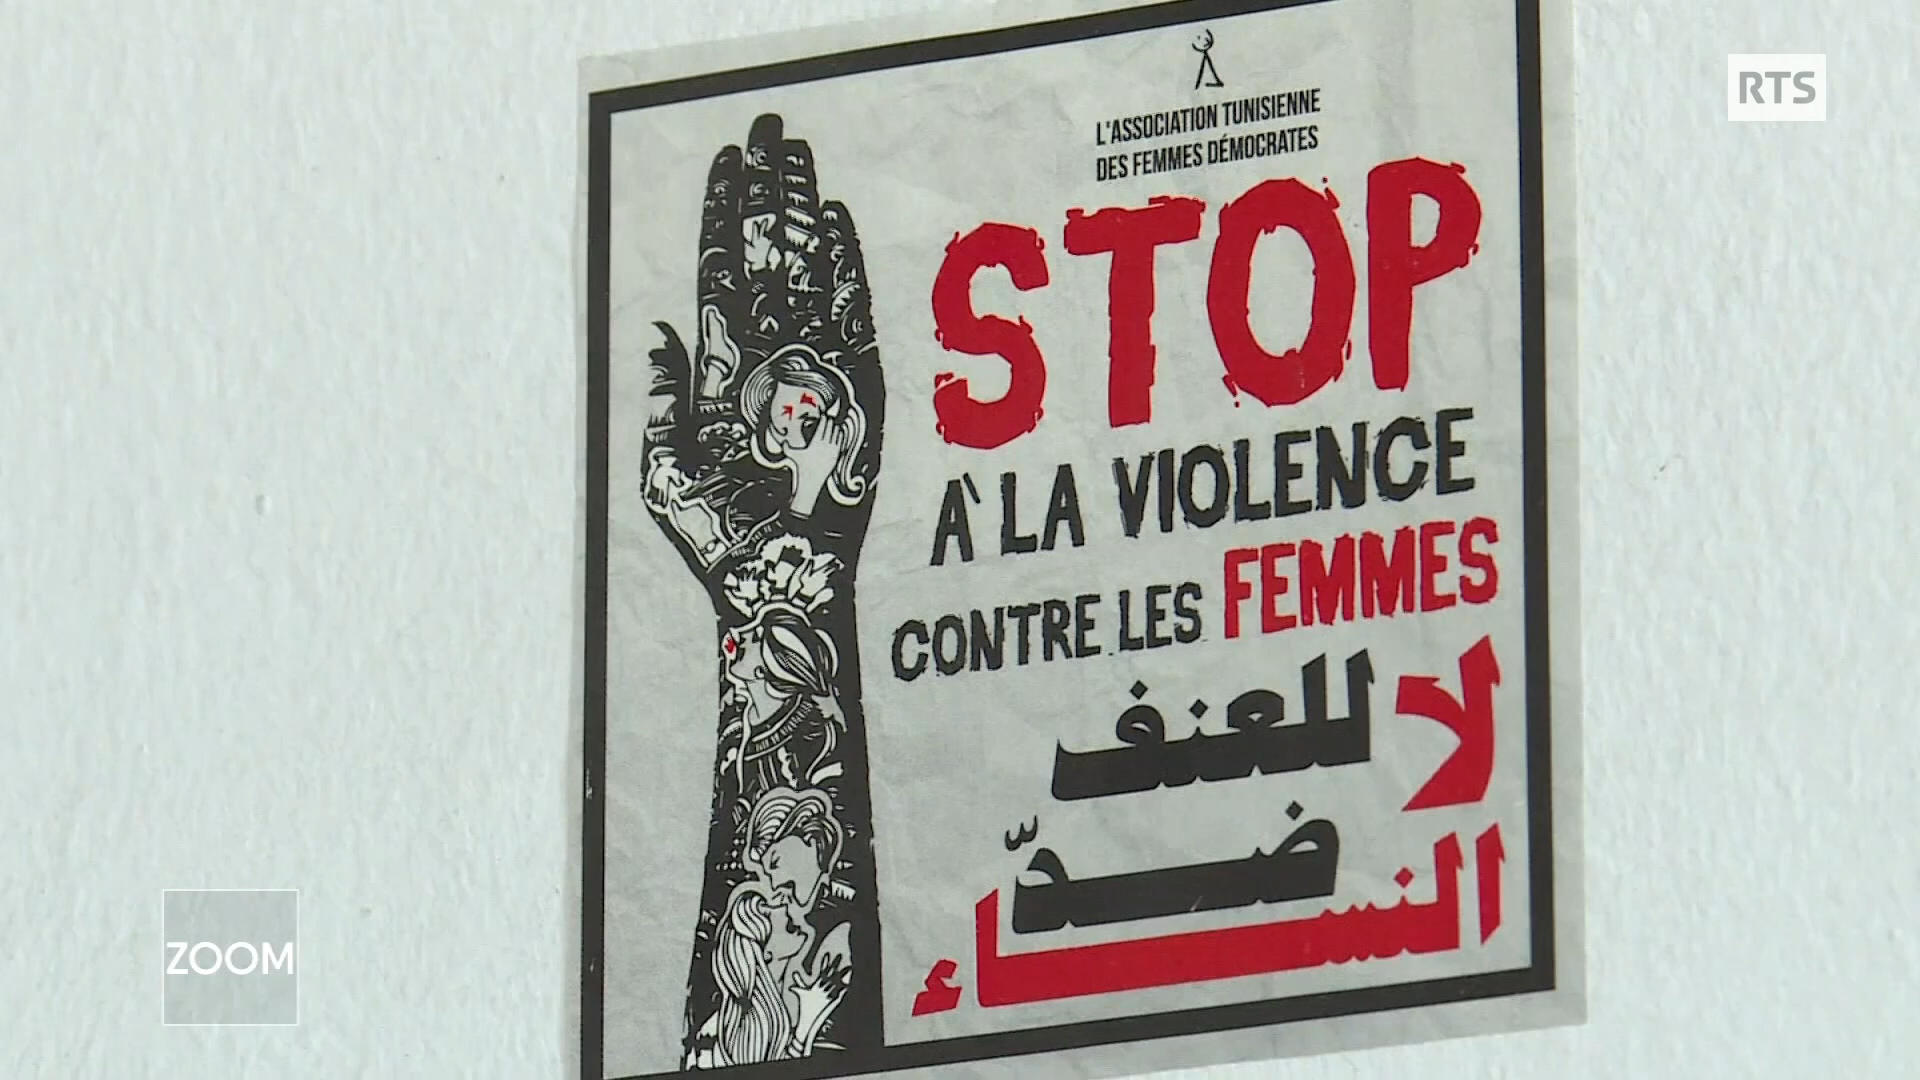 RTS
L'ASSOCIATION TUNISIENNE
DES FEMMES DÉMOCRATES
STOP
À LA VIOLENCE
CONTRE LES FEMMES
لا للعنف
ضدّ
النساء
ZOOM